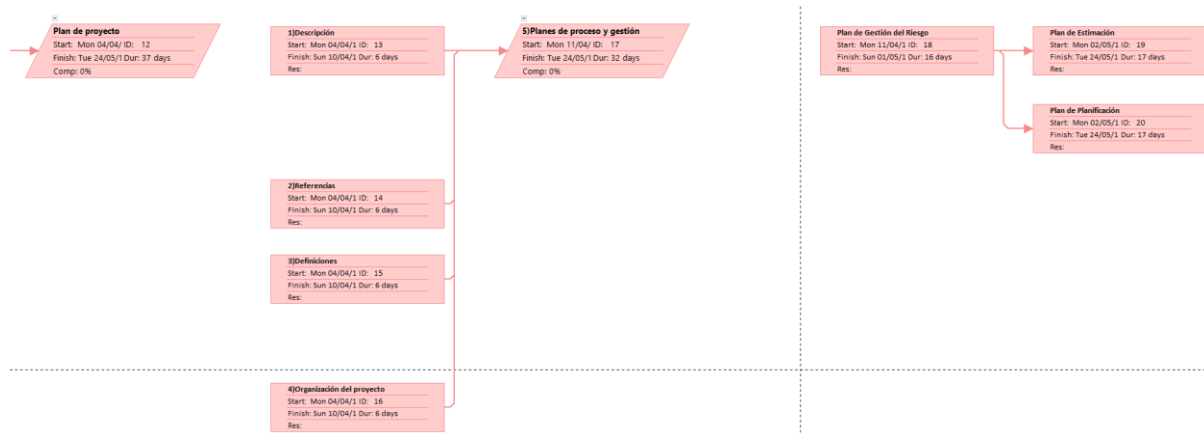 Plan de proyecto
Start: Mon 04/04/ ID: 12
Finish: Tue 24/05/1 Dur: 37 days
Comp: 0%
1)Descripción
Start: Mon 04/04/1 ID: 13
Finish: Sun 10/04/1 Dur: 6 days
Res:
5)Planes de proceso y gestión
Start: Mon 11/04/ ID: 17
Finish: Tue 24/05/1 Dur: 32 days
Comp: 0%
Plan de Gestión del Riesgo
Start: Mon 11/04/1 ID: 18
Finish: Sun 01/05/1 Dur: 16 days
Res:
Plan de Estimación
Start: Mon 02/05/1 ID: 19
Finish: Tue 24/05/1 Dur: 17 days
Res:
Plan de Planificación
Start: Mon 02/05/1 ID: 20
Finish: Tue 24/05/1 Dur: 17 days
Res:
2)Referencias
Start: Mon 04/04/1 ID: 14
Finish: Sun 10/04/1 Dur: 6 days
Res:
3)Definiciones
Start: Mon 04/04/1 ID: 15
Finish: Sun 10/04/1 Dur: 6 days
Res:
4)Organización del proyecto
Start: Mon 04/04/1 ID: 16
Finish: Sun 10/04/1 Dur: 6 days
Res: